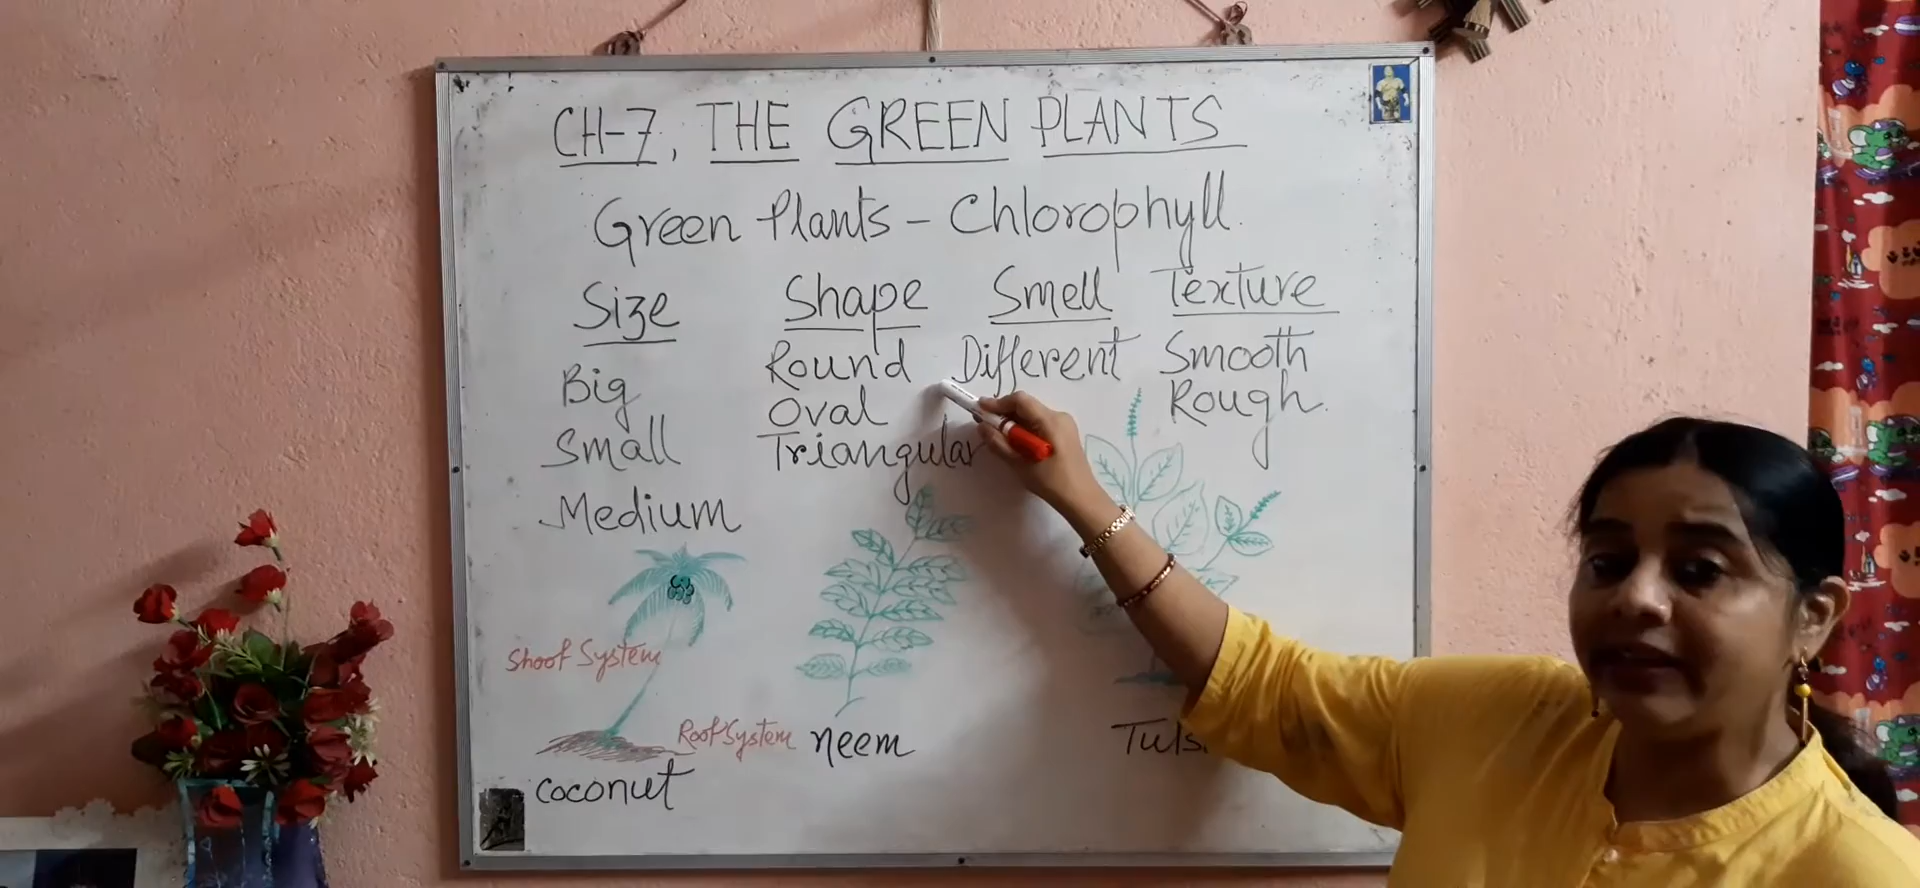 CH-7, THE GREEN PLANTS
Green Plants - Chlorophyll.
Size Shape Smell Texture
Big Round Different Smooth
Small Oval Rough.
Medium Triangular
Shoot System
Root System
coconut neem